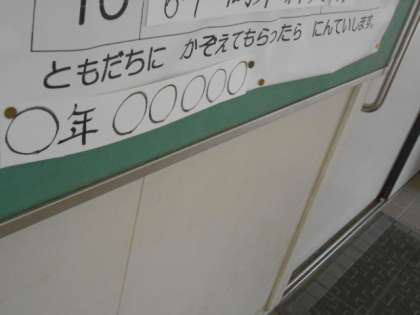 10
ともだちに かぞえてもらったら にんていします。
○年 ○○○○○